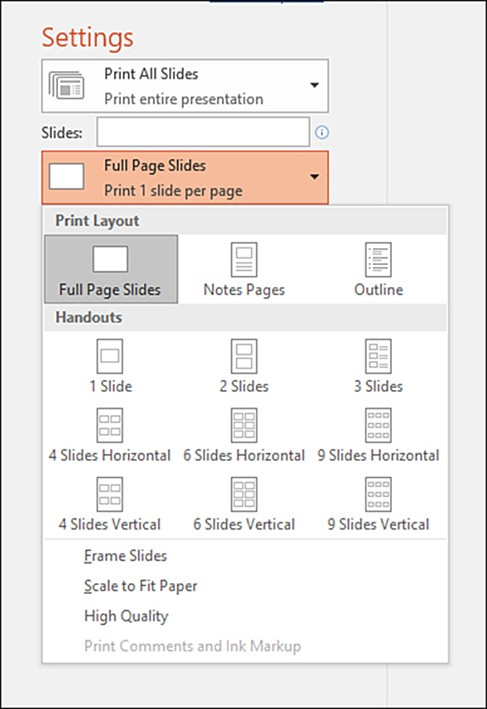 Settings
Print All Slides
Print entire presentation
Slides:
Full Page Slides
Print 1 slide per page
Print Layout
Full Page Slides Notes Pages Outline
Handouts
1 Slide 2 Slides 3 Slides
4 Slides Horizontal 6 Slides Horizontal 9 Slides Horizontal
4 Slides Vertical 6 Slides Vertical 9 Slides Vertical
Frame Slides
Scale to Fit Paper
High Quality
Print Comments and Ink Markup